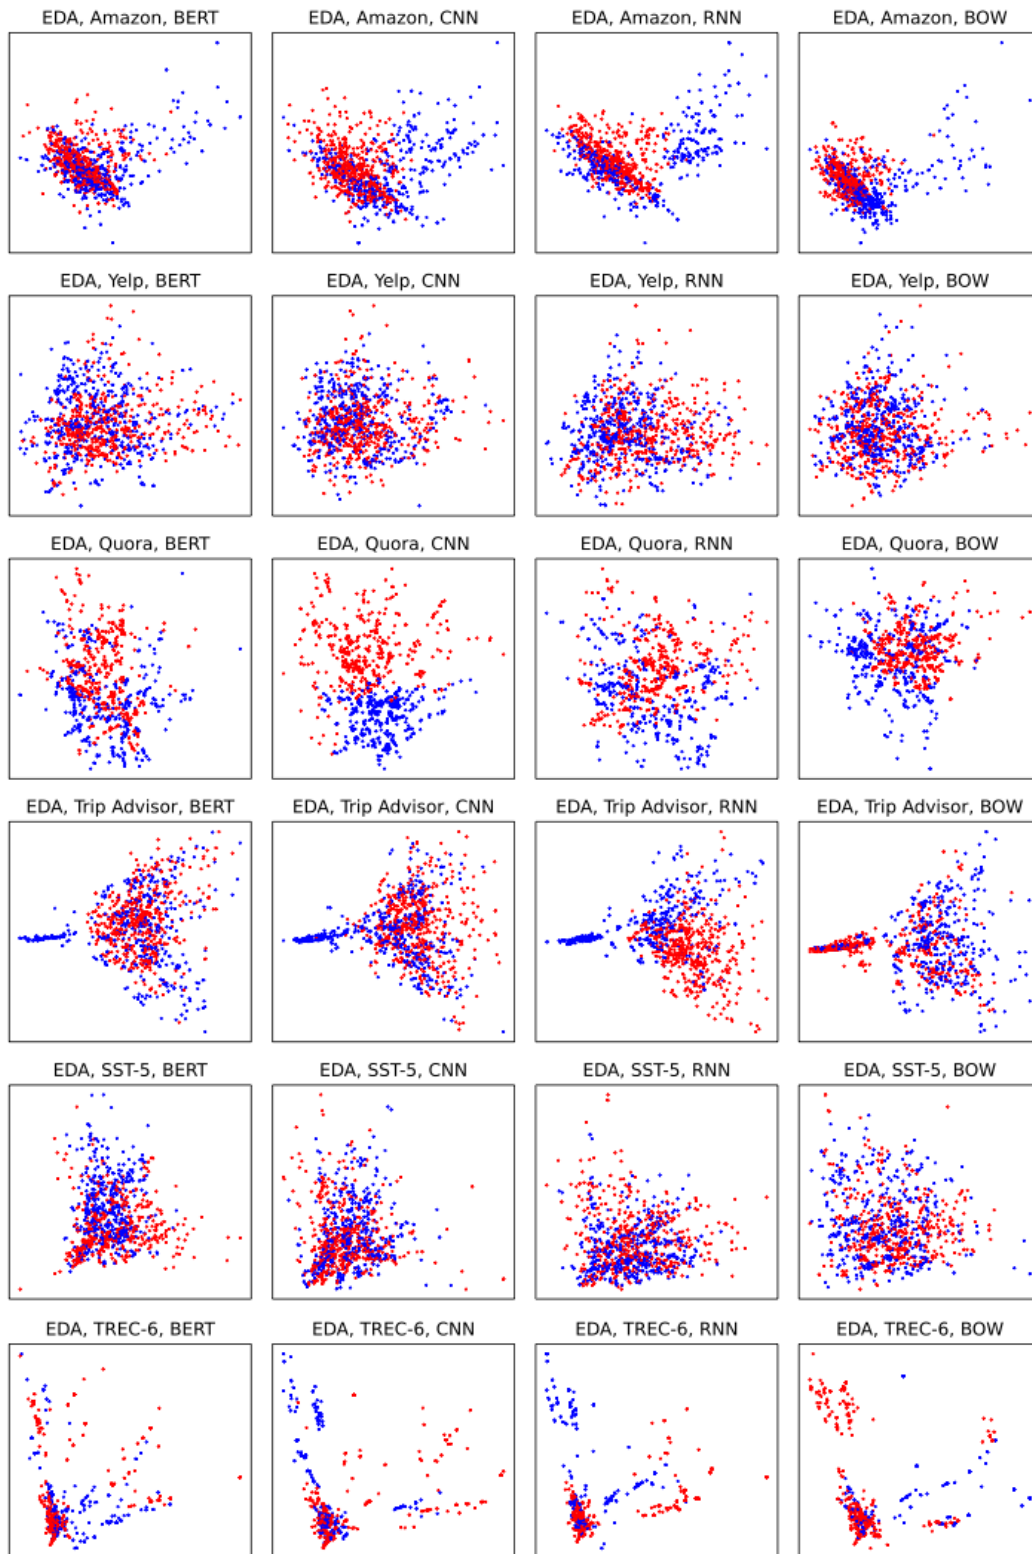 EDA, Amazon, BERT
EDA, Amazon, CNN
EDA, Amazon, RNN
EDA, Amazon, BOW
EDA, Yelp, BERT
EDA, Yelp, CNN
EDA, Yelp, RNN
EDA, Yelp, BOW
EDA, Quora, BERT
EDA, Quora, CNN
EDA, Quora, RNN
EDA, Quora, BOW
EDA, Trip Advisor, BERT
EDA, Trip Advisor, CNN
EDA, Trip Advisor, RNN
EDA, Trip Advisor, BOW
EDA, SST-5, BERT
EDA, SST-5, CNN
EDA, SST-5, RNN
EDA, SST-5, BOW
EDA, TREC-6, BERT
EDA, TREC-6, CNN
EDA, TREC-6, RNN
EDA, TREC-6, BOW